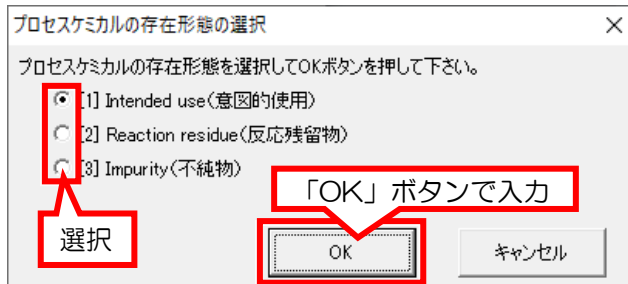 プロセスケミカルの存在形態の選択
プロセスケミカルの存在形態を選択してOKボタンを押して下さい。
[1] Intended use(意図的使用)
[2] Reaction residue(反応残留物)
[3] Impurity(不純物)
「OK」ボタンで入力
選択
OK
キャンセル